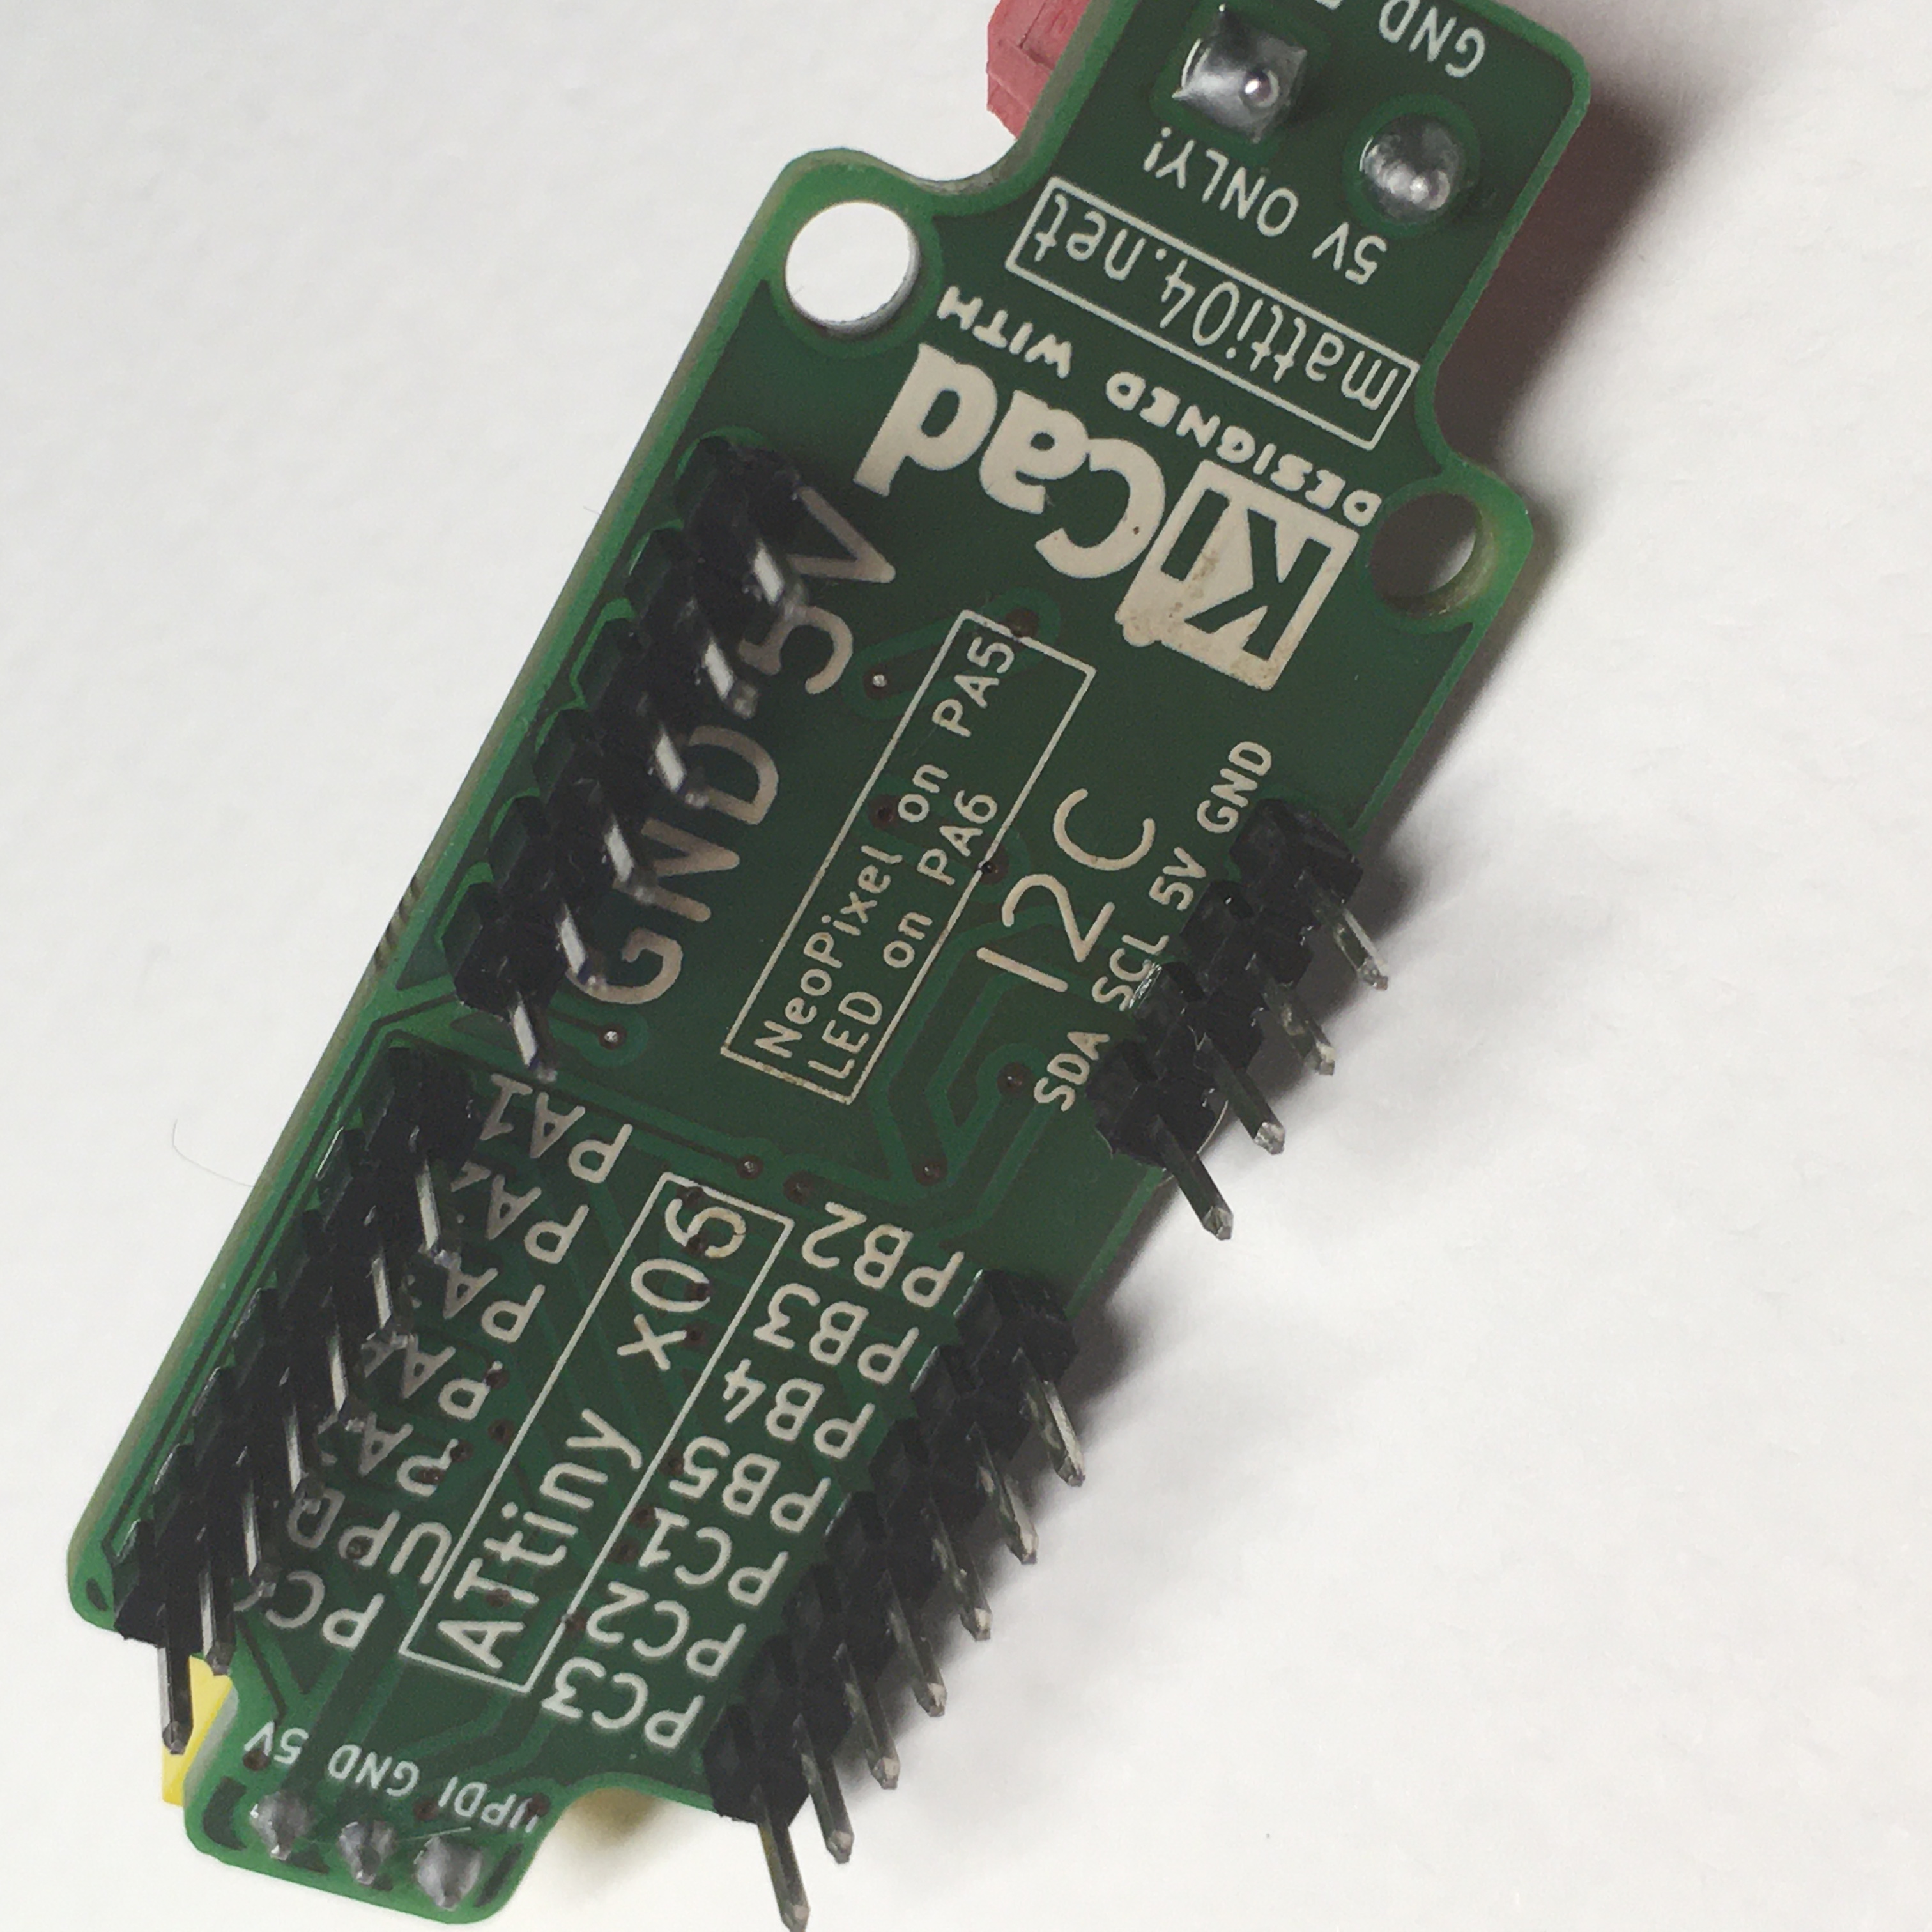 5V
GND
UPDI
PA1
ATtiny x06
PC3
PC2
PC1
PB5
PB4
PB3
PB2
GND 5V
NeoPixel on PA5
LED on PA6
I2C
SDA SCL 5V GND
KiCad
DESIGNED WITH
matti04.net
5V ONLY!
GND